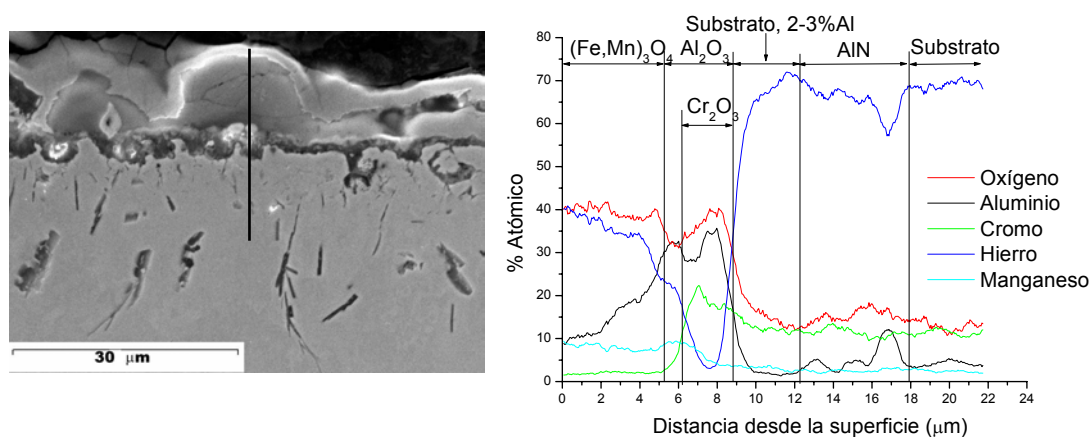 30 μm
Substrato, 2-3%Al
(Fe,Mn)₃O₄ Al₂O₃ AlN Substrato
Cr₂O₃
80
70
60
50
40
30
20
10
0
% Atómico
Oxígeno
Aluminio
Cromo
Hierro
Manganeso
0 2 4 6 8 10 12 14 16 18 20 22 24
Distancia desde la superficie (μm)